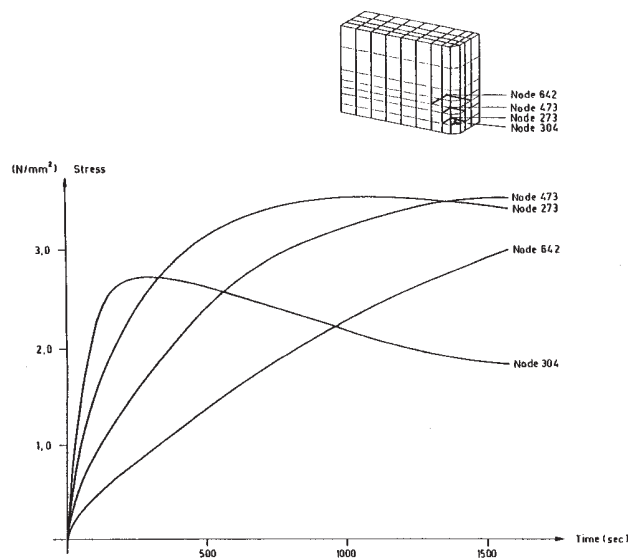 Node 642
Node 473
Node 273
Node 304
(N/mm²) Stress
Node 473
Node 273
3,0
Node 642
2,0
Node 304
1,0
500
1000
1500
Time (sec)